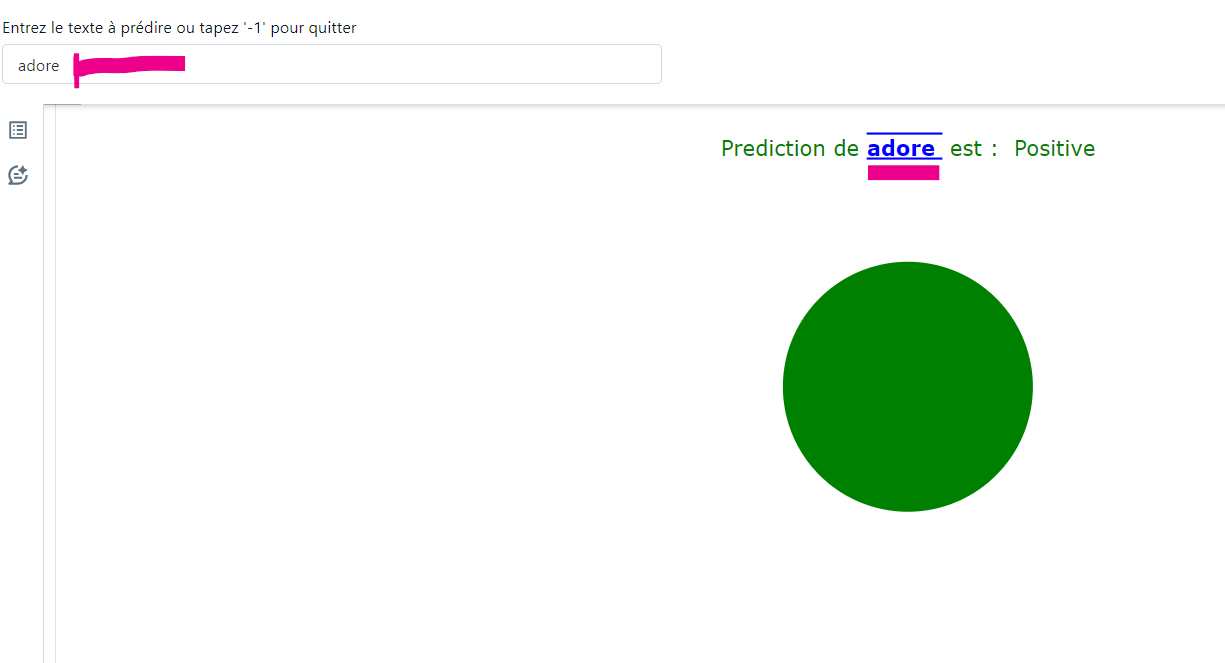 Entrez le texte à prédire ou tapez '-1' pour quitter
adore
Prediction de adore est : Positive